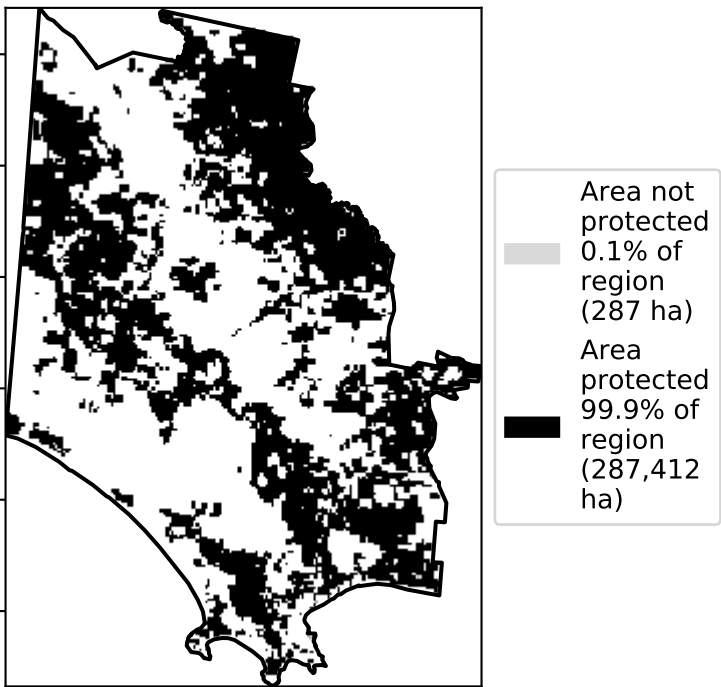 Area not
protected
0.1% of
region
(287 ha)
Area
protected
99.9% of
region
(287,412
ha)